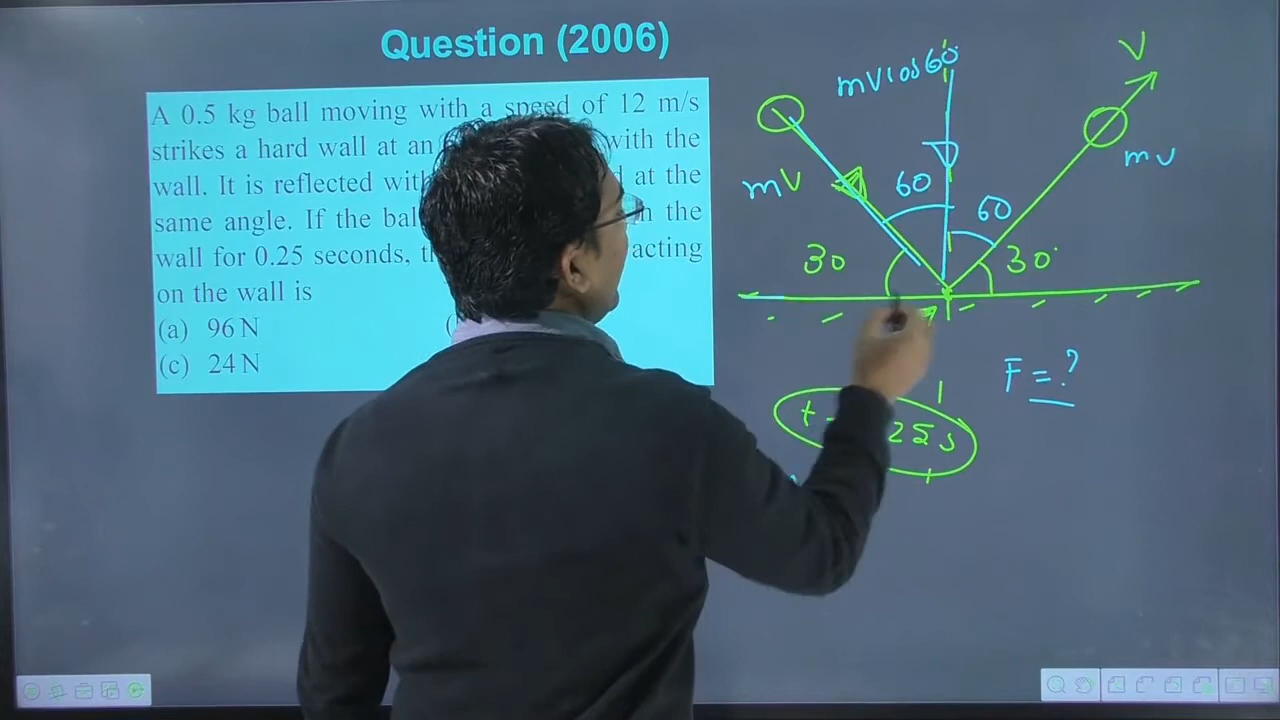 Question (2006)
A 0.5 kg ball moving with a speed of 12 m/s
strikes a hard wall at an with the
wall. It is reflected with at the
same angle. If the the
wall for 0.25 seconds, acting
on the wall is
(a) 96 N
(c) 24 N
mvcos60°
V
mV
60
60
mv
30
30°
F = ?
t 25 s